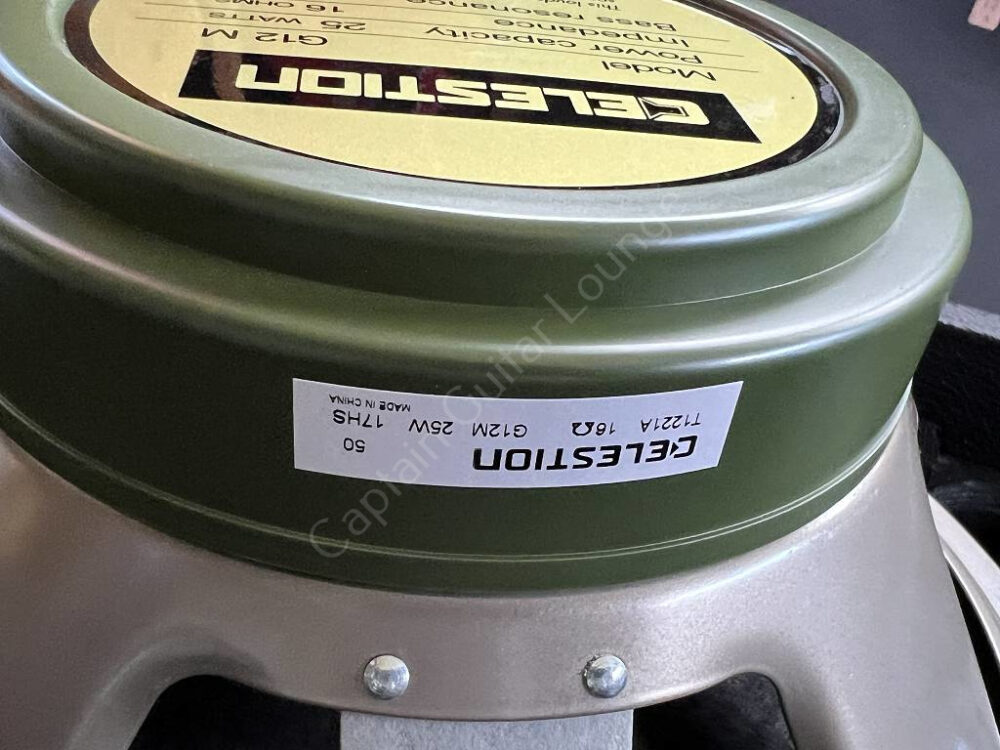 CELESTION
Model G12 M
Power capacity 25 WATTS
Impedance 16 OHMS
Bass resonance
CELESTION 50
T1221A 16Ω G12M 25W 17HS
MADE IN CHINA
Captain Guitar Lounge